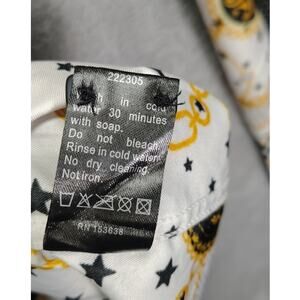 222305
in cold
water 30 minutes
with soap.
Do not bleach.
Rinse in cold water.
No dry cleaning.
Not iron.
RN 153638